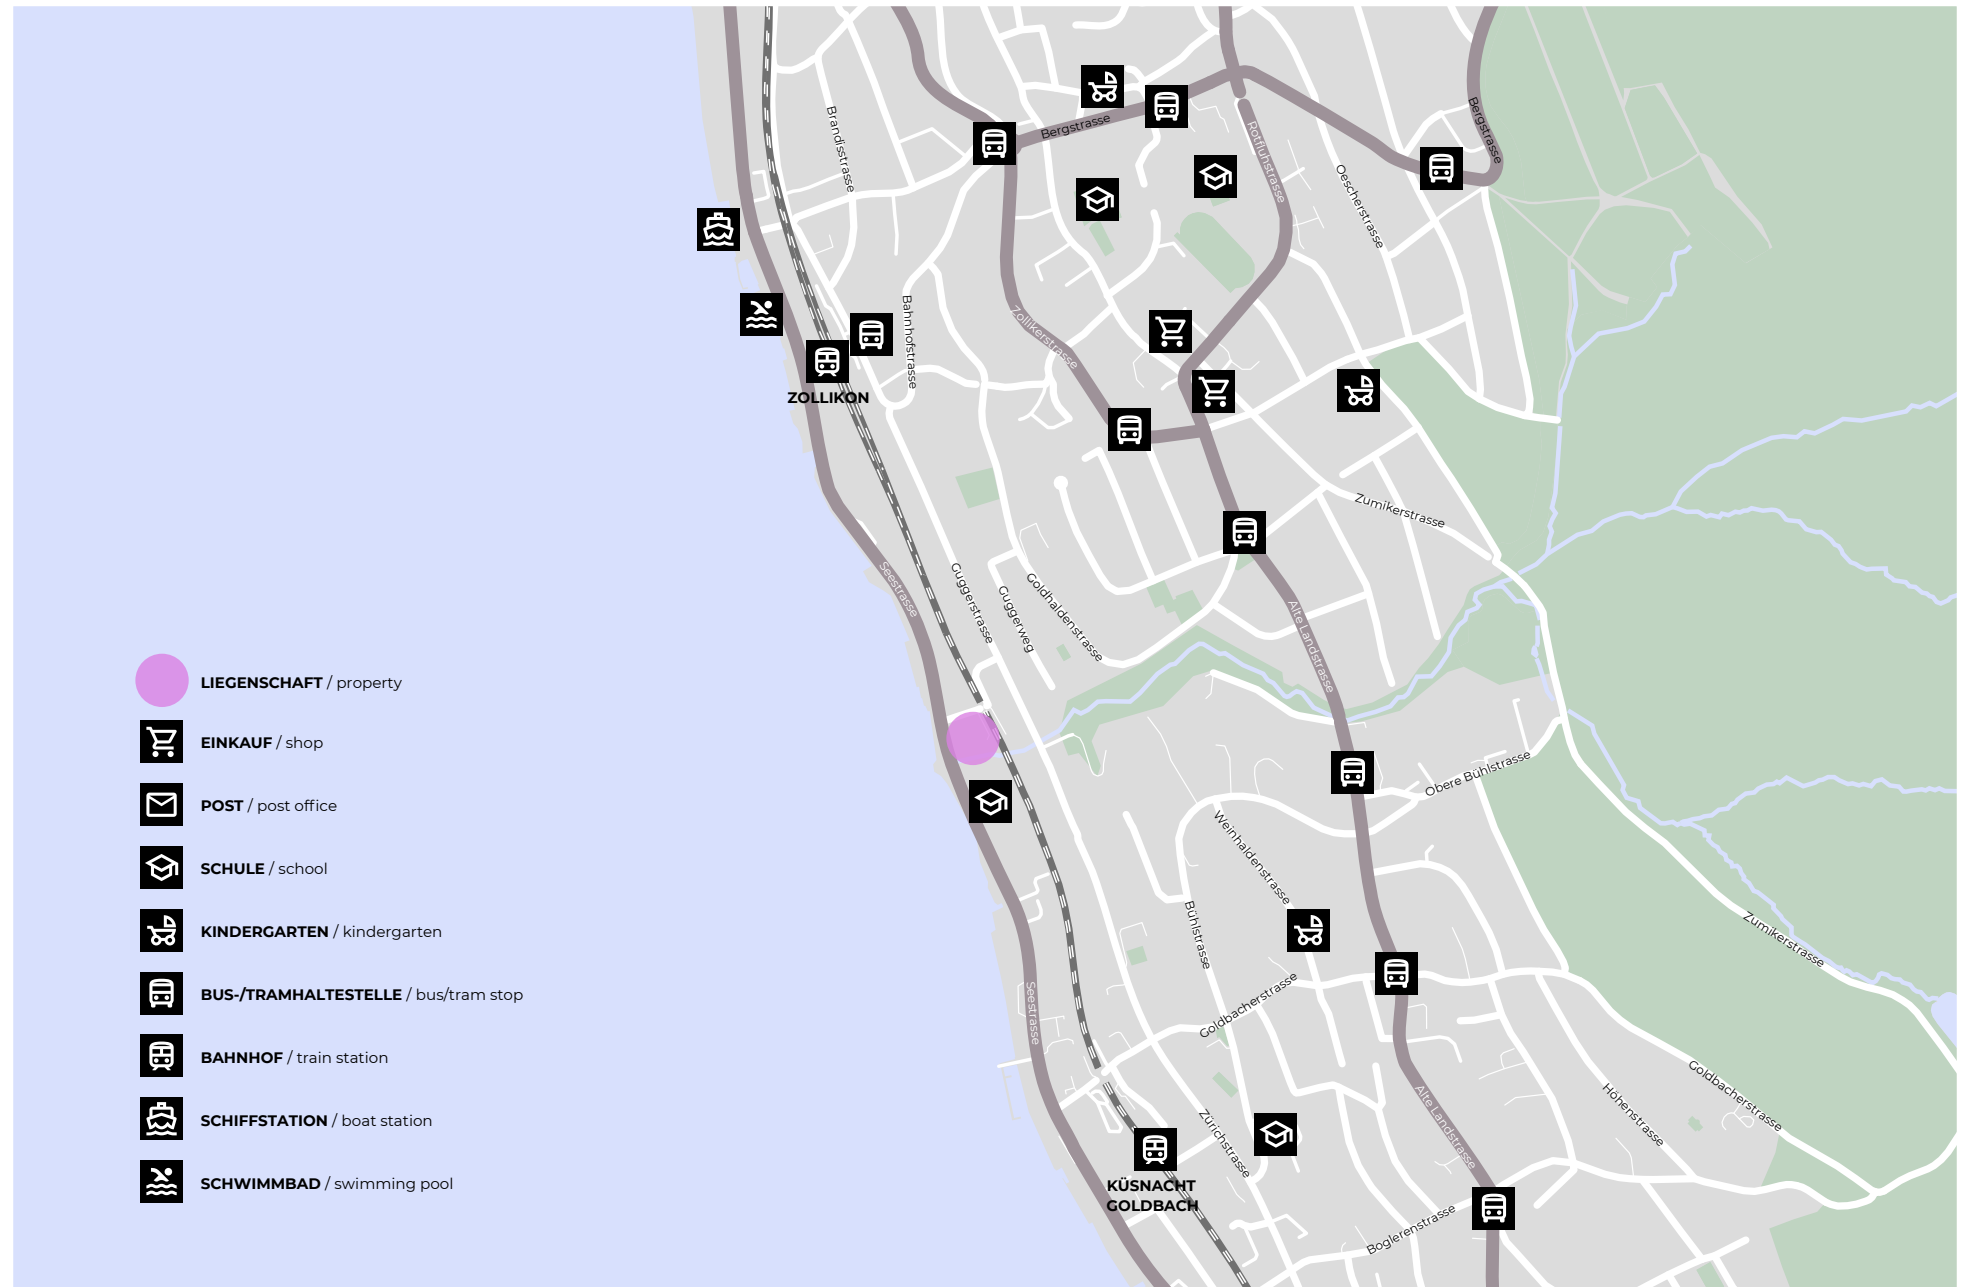 Brandisstrasse
Bergstrasse
Rotfluhstrasse
Oescherstrasse
Bergstrasse
Bahnhofstrasse
Zollikerstrasse
ZOLLIKON
Zumikerstrasse
Seestrasse
Guggerstrasse
Guggerweg
Goldhaldenstrasse
Alte Landstrasse
LIEGENSCHAFT / property
EINKAUF / shop
POST / post office
SCHULE / school
KINDERGARTEN / kindergarten
BUS-/TRAMHALTESTELLE / bus/tram stop
BAHNHOF / train station
SCHIFFSTATION / boat station
SCHWIMMBAD / swimming pool
Obere Bühlstrasse
Weinhaldenstrasse
Bühlstrasse
Goldbacherstrasse
Zumikerstrasse
Seestrasse
Zürichstrasse
Alte Landstrasse
Höhenstrasse
Goldbacherstrasse
KÜSNACHT
GOLDBACH
Boglerenstrasse